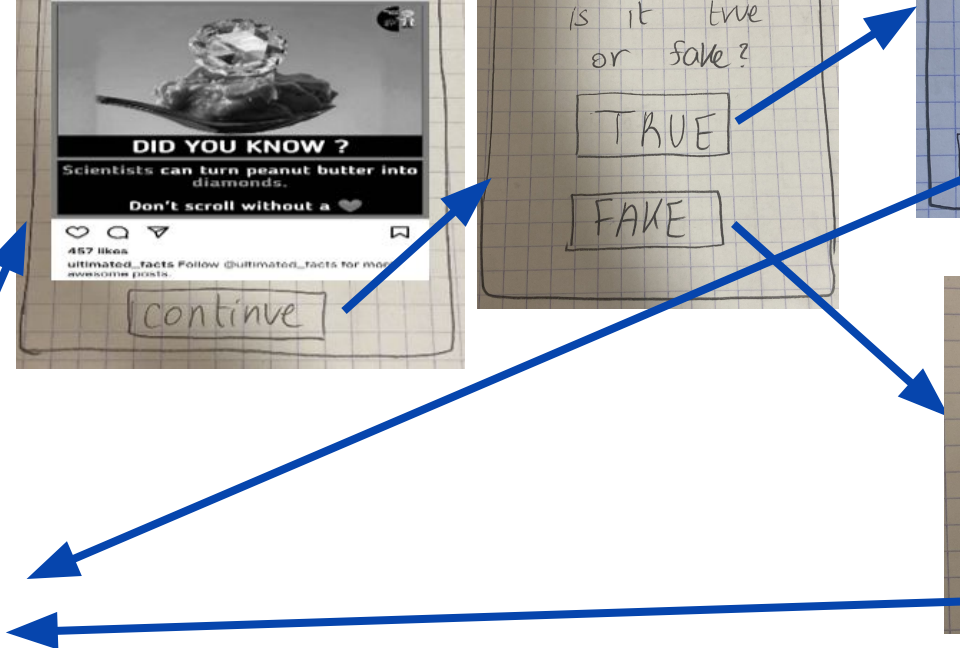 DID YOU KNOW ?
Scientists can turn peanut butter into
diamonds.
Don't scroll without a
457 likes
ultimated_facts Follow @ultimated_facts for more
awesome posts.
continue
is it true
or fake?
TRUE
FAKE